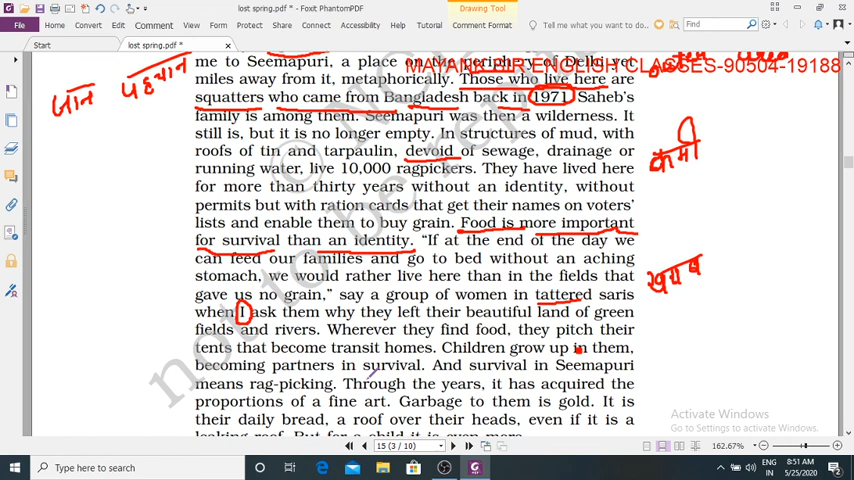 lost spring.pdf * - Foxit PhantomPDF
Drawing Tool
File Home Convert Edit Comment View Form Protect Share Connect Accessibility Help Tutorial Comment Format Tell me what you want to do... Find
Start lost spring.pdf *
me to Seemapuri, a place on the periphery of Delhi yet
MAYANK SIR ENGLISH CLASSES-90504-19188
miles away from it, metaphorically. Those who live here are
squatters who came from Bangladesh back in 1971. Saheb's
family is among them. Seemapuri was then a wilderness. It
still is, but it is no longer empty. In structures of mud, with
roofs of tin and tarpaulin, devoid of sewage, drainage or
running water, live 10,000 ragpickers. They have lived here
for more than thirty years without an identity, without
permits but with ration cards that get their names on voters'
lists and enable them to buy grain. Food is more important
for survival than an identity. “If at the end of the day we
can feed our families and go to bed without an aching
stomach, we would rather live here than in the fields that
gave us no grain,” say a group of women in tattered saris
when I ask them why they left their beautiful land of green
fields and rivers. Wherever they find food, they pitch their
tents that become transit homes. Children grow up in them,
becoming partners in survival. And survival in Seemapuri
means rag-picking. Through the years, it has acquired the
proportions of a fine art. Garbage to them is gold. It is
their daily bread, a roof over their heads, even if it is a
leaking roof. But for a child it is even more.
पहचान
कमी
खराब
© NC
not to be rep
Activate Windows
Go to Settings to activate Windows.
15 (3 / 10) 162.67%
Type here to search
ENG 8:51 AM
IN 5/25/2020